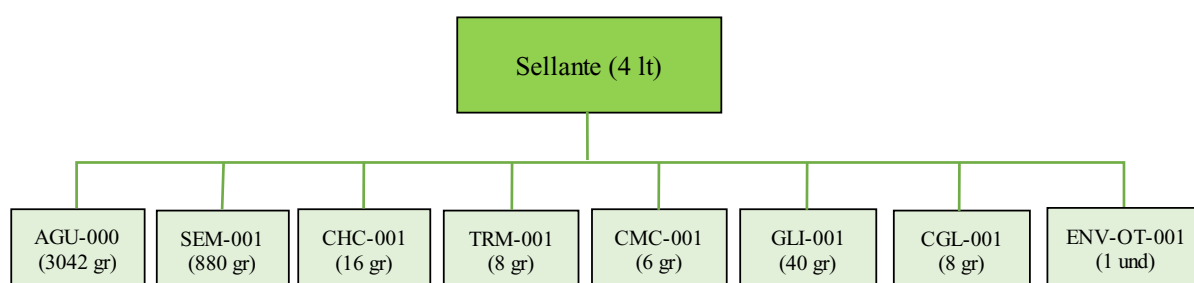 Sellante (4 lt)
AGU-000
(3042 gr)
SEM-001
(880 gr)
CHC-001
(16 gr)
TRM-001
(8 gr)
CMC-001
(6 gr)
GLI-001
(40 gr)
CGL-001
(8 gr)
ENV-OT-001
(1 und)